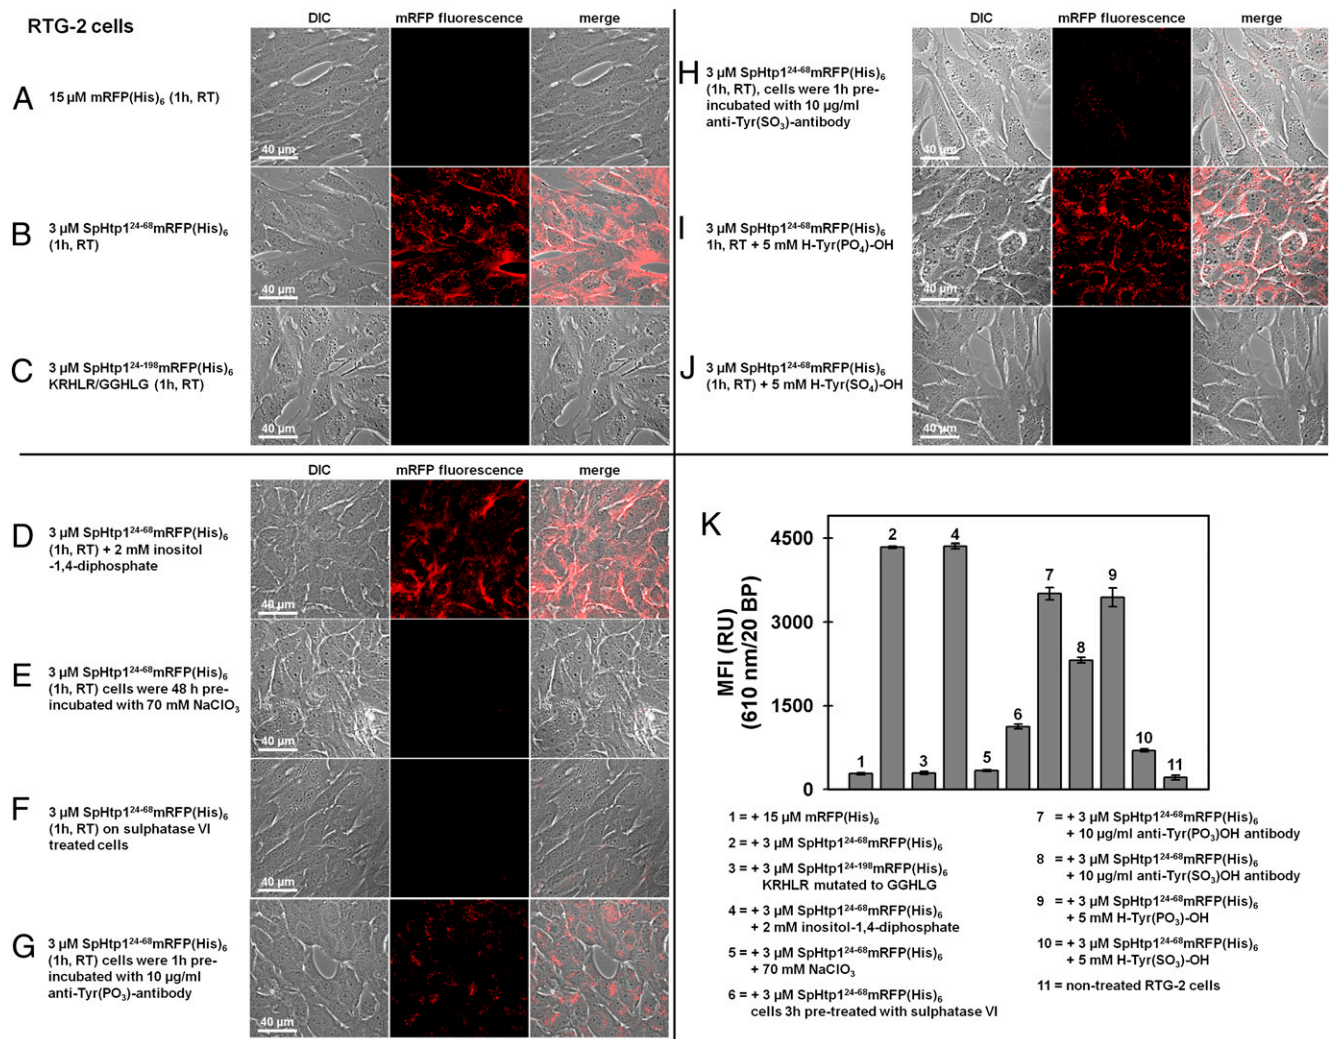 RTG-2 cells
DIC
mRFP fluorescence
merge
A
15 µM mRFP(His)₆ (1h, RT)
40 µm
B
3 µM SpHtp1²⁴⁻⁶⁸mRFP(His)₆
(1h, RT)
40 µm
C
3 µM SpHtp1²⁴⁻¹⁹⁸mRFP(His)₆
KRHLR/GGHLG (1h, RT)
40 µm
DIC
mRFP fluorescence
merge
D
3 µM SpHtp1²⁴⁻⁶⁸mRFP(His)₆
(1h, RT) + 2 mM inositol
-1,4-diphosphate
40 µm
E
3 µM SpHtp1²⁴⁻⁶⁸mRFP(His)₆
(1h, RT) cells were 48 h pre-
incubated with 70 mM NaClO₃
40 µm
F
3 µM SpHtp1²⁴⁻⁶⁸mRFP(His)₆
(1h, RT) on sulphatase VI
treated cells
40 µm
G
3 µM SpHtp1²⁴⁻⁶⁸mRFP(His)₆
(1h, RT) cells were 1h pre-
incubated with 10 µg/ml
anti-Tyr(PO₃)-antibody
40 µm
DIC
mRFP fluorescence
merge
H
3 µM SpHtp1²⁴⁻⁶⁸mRFP(His)₆
(1h, RT), cells were 1h pre-
incubated with 10 µg/ml
anti-Tyr(SO₃)-antibody
40 µm
I
3 µM SpHtp1²⁴⁻⁶⁸mRFP(His)₆
1h, RT + 5 mM H-Tyr(PO₄)-OH
40 µm
J
3 µM SpHtp1²⁴⁻⁶⁸mRFP(His)₆
(1h, RT) + 5 mM H-Tyr(SO₄)-OH
40 µm
K
MFI (RU)
(610 nm/20 BP)
4500
3000
1500
0
1
2
3
4
5
6
7
8
9
10
11
1 = + 15 µM mRFP(His)₆
2 = + 3 µM SpHtp1²⁴⁻⁶⁸mRFP(His)₆
3 = + 3 µM SpHtp1²⁴⁻¹⁹⁸mRFP(His)₆
KRHLR mutated to GGHLG
4 = + 3 µM SpHtp1²⁴⁻⁶⁸mRFP(His)₆
+ 2 mM inositol-1,4-diphosphate
5 = + 3 µM SpHtp1²⁴⁻⁶⁸mRFP(His)₆
+ 70 mM NaClO₃
6 = + 3 µM SpHtp1²⁴⁻⁶⁸mRFP(His)₆
cells 3h pre-treated with sulphatase VI
7 = + 3 µM SpHtp1²⁴⁻⁶⁸mRFP(His)₆
+ 10 µg/ml anti-Tyr(PO₃)OH antibody
8 = + 3 µM SpHtp1²⁴⁻⁶⁸mRFP(His)₆
+ 10 µg/ml anti-Tyr(SO₃)OH antibody
9 = + 3 µM SpHtp1²⁴⁻⁶⁸mRFP(His)₆
+ 5 mM H-Tyr(PO₃)-OH
10 = + 3 µM SpHtp1²⁴⁻⁶⁸mRFP(His)₆
+ 5 mM H-Tyr(SO₃)-OH
11 = non-treated RTG-2 cells